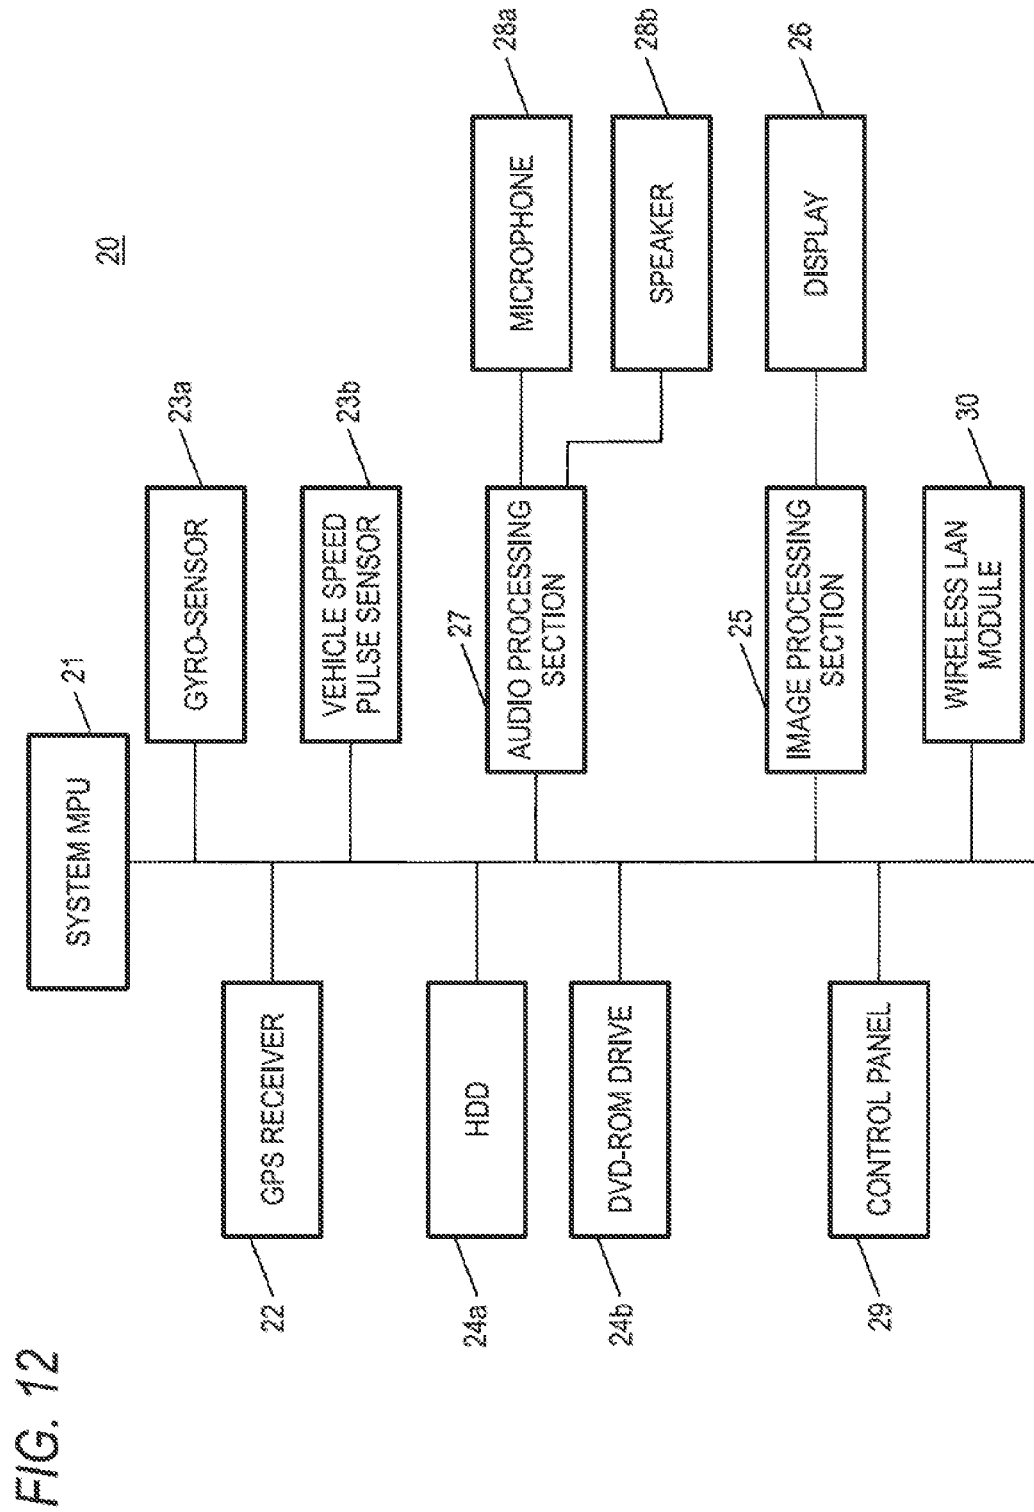 FIG. 12
20
SYSTEM MPU
21
GPS RECEIVER
22
GYRO-SENSOR
23a
VEHICLE SPEED
PULSE SENSOR
23b
HDD
24a
DVD-ROM DRIVE
24b
AUDIO PROCESSING
SECTION
27
MICROPHONE
28a
SPEAKER
28b
IMAGE PROCESSING
SECTION
25
DISPLAY
26
CONTROL PANEL
29
WIRELESS LAN
MODULE
30